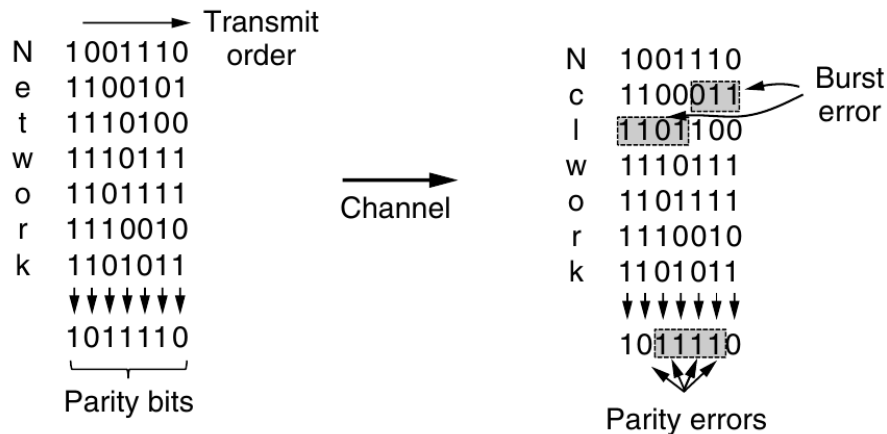 Transmit
order
N 1001110
e 1100101
t 1110100
w 1110111
o 1101111
r 1110010
k 1101011
1011110
Parity bits
Channel
N 1001110
c 1100011
l 1101100
w 1110111
o 1101111
r 1110010
k 1101011
1011110
Parity errors
Burst
error